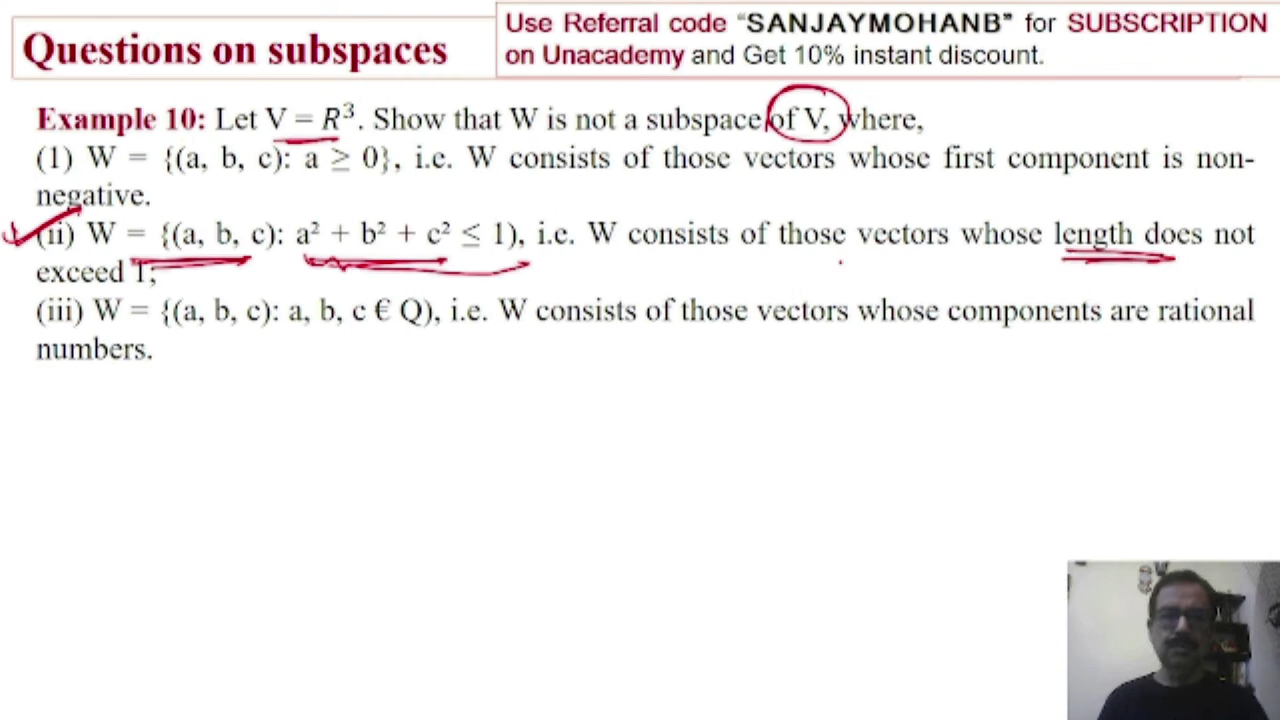 Questions on subspaces
Use Referral code “SANJAYMOHANB” for SUBSCRIPTION
on Unacademy and Get 10% instant discount.
Example 10: Let V = R³. Show that W is not a subspace of V, where,
(1) W = {(a, b, c): a ≥ 0}, i.e. W consists of those vectors whose first component is non-
negative.
(ii) W = {(a, b, c): a² + b² + c² ≤ 1), i.e. W consists of those vectors whose length does not
exceed 1;
(iii) W = {(a, b, c): a, b, c € Q), i.e. W consists of those vectors whose components are rational
numbers.